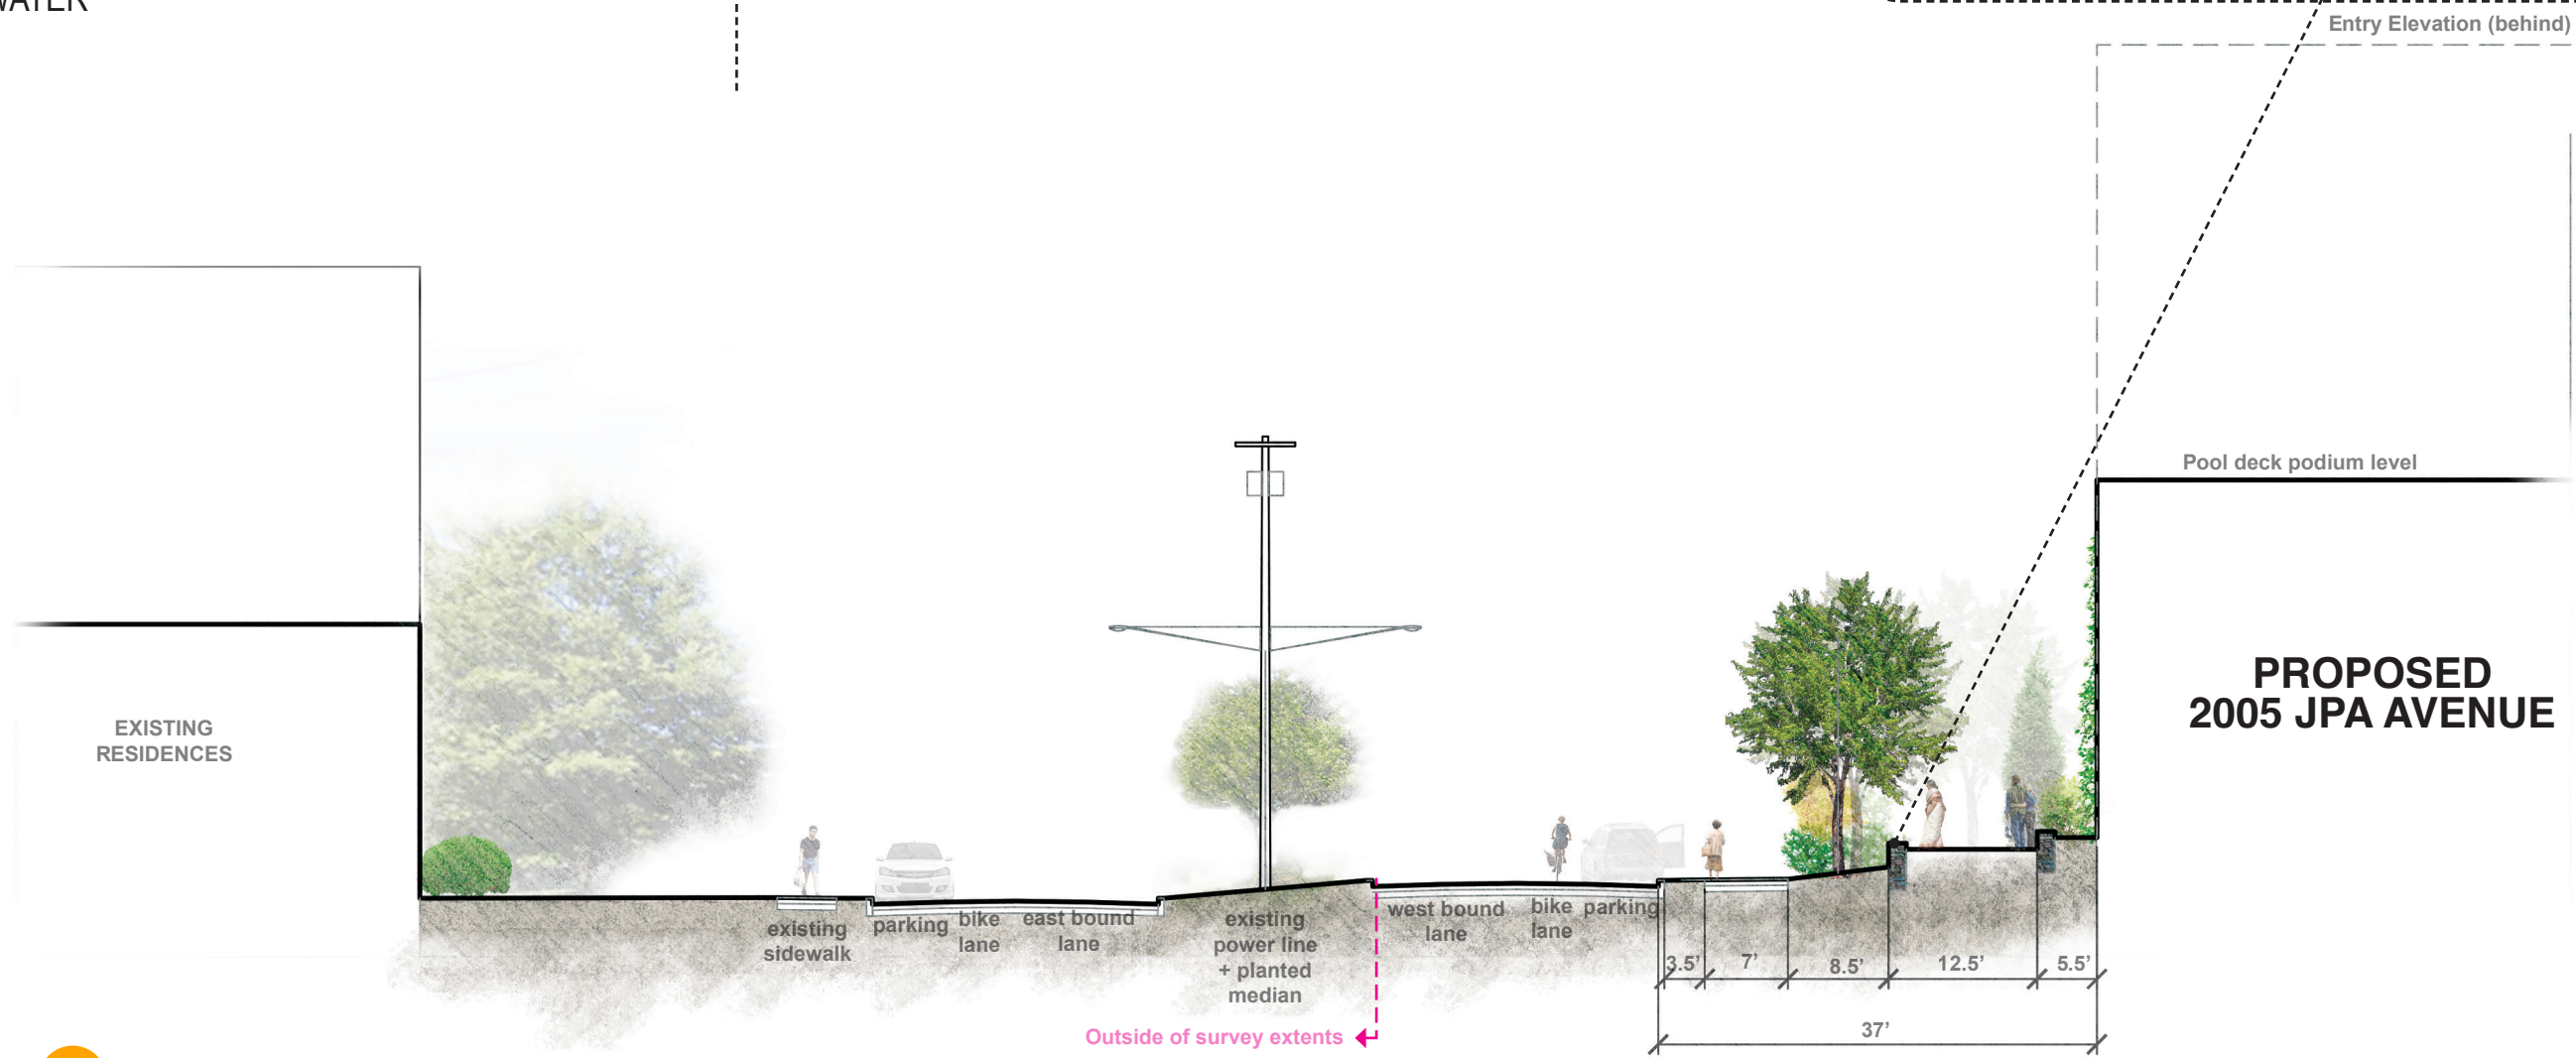 Entry Elevation (behind)
Pool deck podium level
EXISTING
RESIDENCES
PROPOSED
2005 JPA AVENUE
existing
sidewalk
parking
bike
lane
east bound
lane
existing
power line
+ planted
median
west bound
lane
bike
lane
parking
3.5’
7’
8.5’
12.5’
5.5’
37’
Outside of survey extents